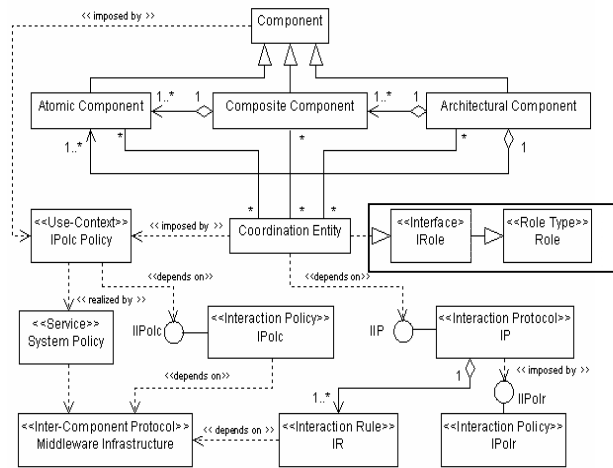 << imposed by >>
Component
Atomic Component
1..*
1
Composite Component
1..*
1
Architectural Component
1..*
*
*
*
1
*
*
*
<<Use-Context>>
IPolc Policy
<< imposed by >>
Coordination Entity
<<Interface>>
IRole
<<Role Type>>
Role
<<depends on>>
<<depends on>>
<< realized by >>
<<Service>>
System Policy
IIPolc
<<Interaction Policy>>
IPolc
IIP
<<Interaction Protocol>>
IP
<<depends on>>
1
<< imposed by >>
1..*
IIPolr
<<Inter-Component Protocol>>
Middleware Infrastructure
<< depends on >>
<<Interaction Rule>>
IR
<<Interaction Policy>>
IPolr